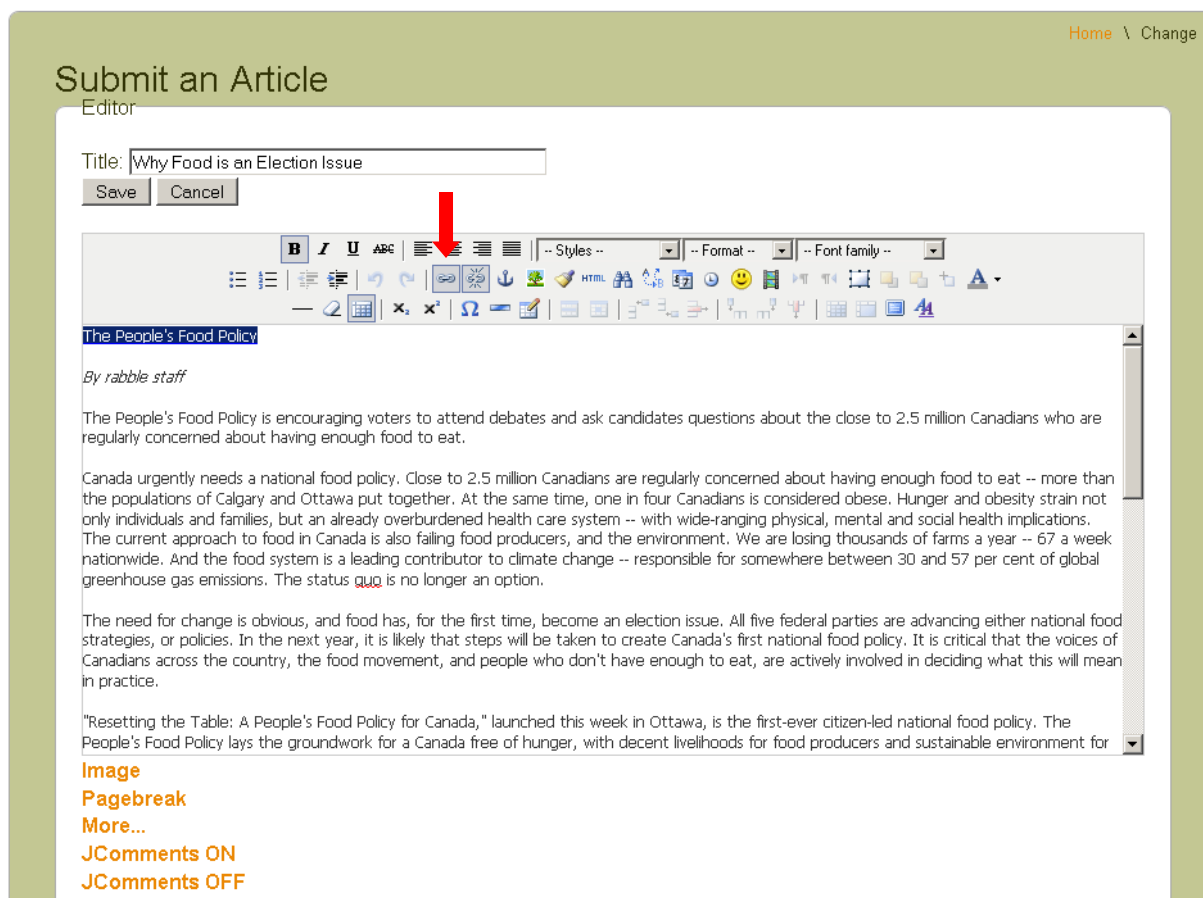 Home \ Change
Submit an Article
Editor
Title: Why Food is an Election Issue
Save Cancel
B I U ABC -- Styles -- -- Format -- -- Font family --
HTML A
x₂ x² Ω
The People's Food Policy
By rabble staff
The People's Food Policy is encouraging voters to attend debates and ask candidates questions about the close to 2.5 million Canadians who are
regularly concerned about having enough food to eat.
Canada urgently needs a national food policy. Close to 2.5 million Canadians are regularly concerned about having enough food to eat -- more than
the populations of Calgary and Ottawa put together. At the same time, one in four Canadians is considered obese. Hunger and obesity strain not
only individuals and families, but an already overburdened health care system -- with wide-ranging physical, mental and social health implications.
The current approach to food in Canada is also failing food producers, and the environment. We are losing thousands of farms a year -- 67 a week
nationwide. And the food system is a leading contributor to climate change -- responsible for somewhere between 30 and 57 per cent of global
greenhouse gas emissions. The status quo is no longer an option.
The need for change is obvious, and food has, for the first time, become an election issue. All five federal parties are advancing either national food
strategies, or policies. In the next year, it is likely that steps will be taken to create Canada's first national food policy. It is critical that the voices of
Canadians across the country, the food movement, and people who don't have enough to eat, are actively involved in deciding what this will mean
in practice.
"Resetting the Table: A People's Food Policy for Canada," launched this week in Ottawa, is the first-ever citizen-led national food policy. The
People's Food Policy lays the groundwork for a Canada free of hunger, with decent livelihoods for food producers and sustainable environment for
Image
Pagebreak
More...
JComments ON
JComments OFF